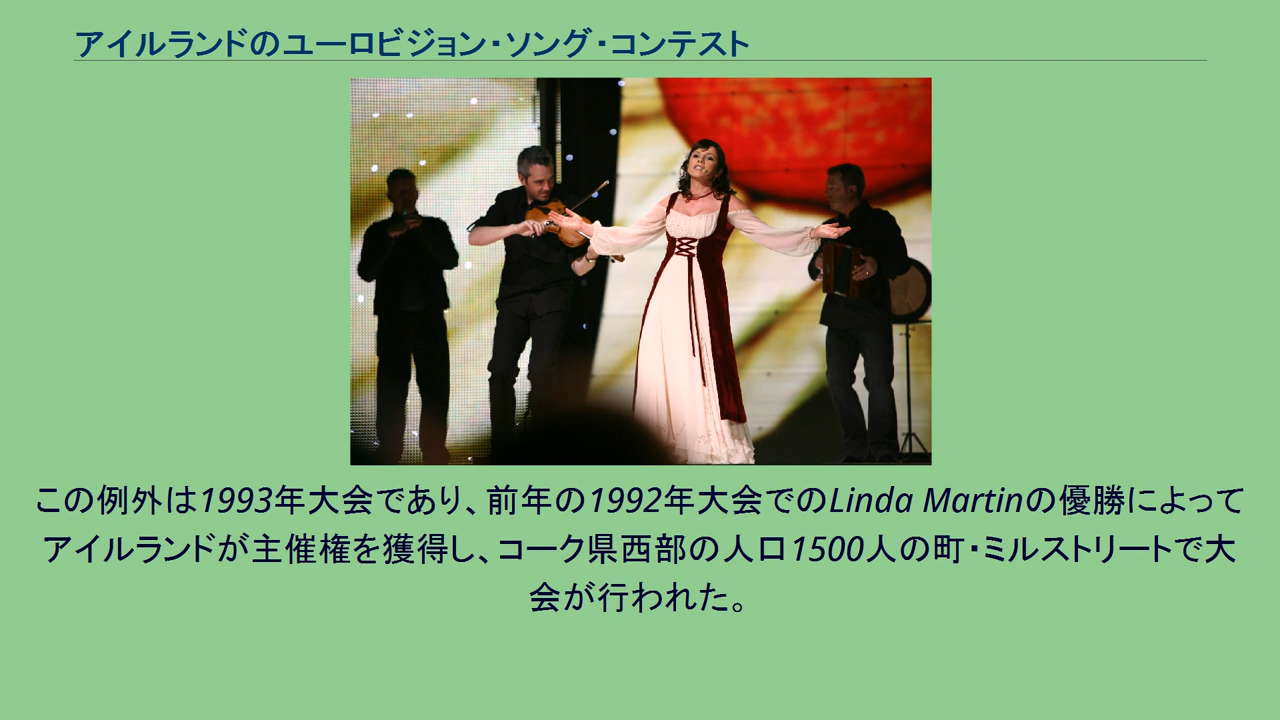 アイルランドのユーロビジョン・ソング・コンテスト
この例外は1993年大会であり、前年の1992年大会でのLinda Martinの優勝によって
アイルランドが主催権を獲得し、コーク県西部の人口1500人の町・ミルストリートで大
会が行われた。